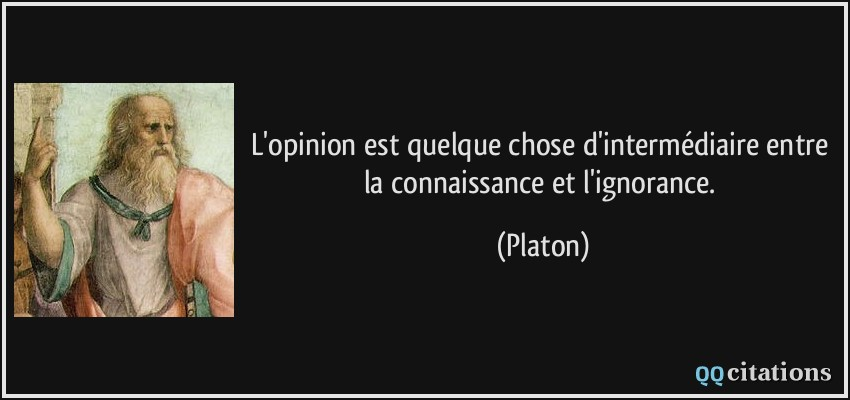 L'opinion est quelque chose d'intermédiaire entre
la connaissance et l'ignorance.
(Platon)
QQcitations